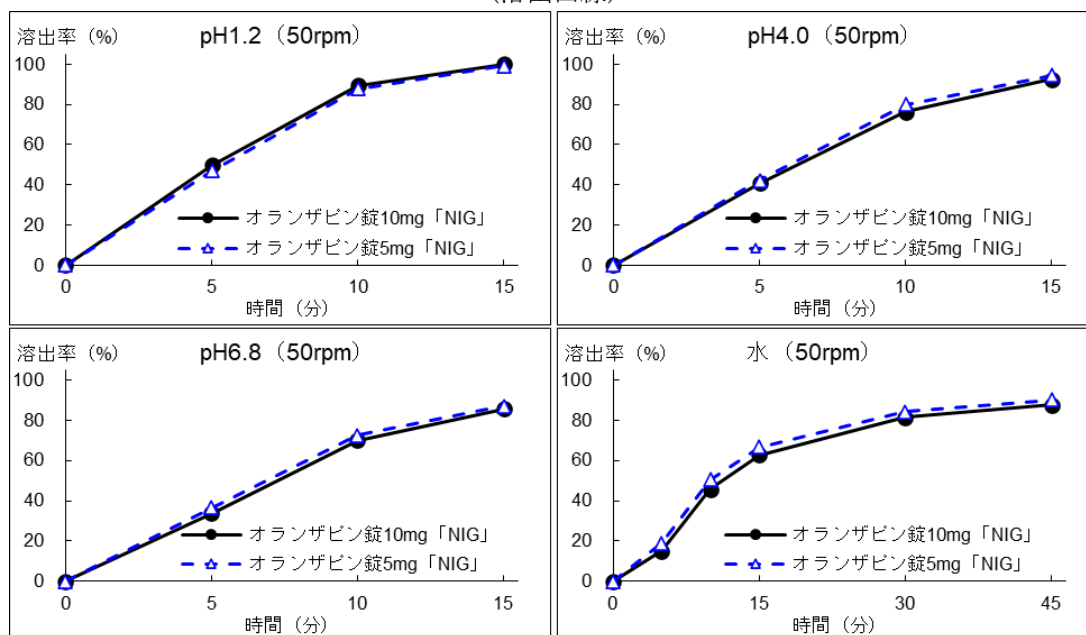 溶出率（%） pH1.2（50rpm）
100
80
60
40
20
0
オランザピン錠10mg「NIG」
オランザピン錠5mg「NIG」
0 5 10 15
時間（分）
溶出率（%） pH4.0（50rpm）
100
80
60
40
20
0
オランザピン錠10mg「NIG」
オランザピン錠5mg「NIG」
0 5 10 15
時間（分）
溶出率（%） pH6.8（50rpm）
100
80
60
40
20
0
オランザピン錠10mg「NIG」
オランザピン錠5mg「NIG」
0 5 10 15
時間（分）
溶出率（%） 水（50rpm）
100
80
60
40
20
0
オランザピン錠10mg「NIG」
オランザピン錠5mg「NIG」
0 15 30 45
時間（分）